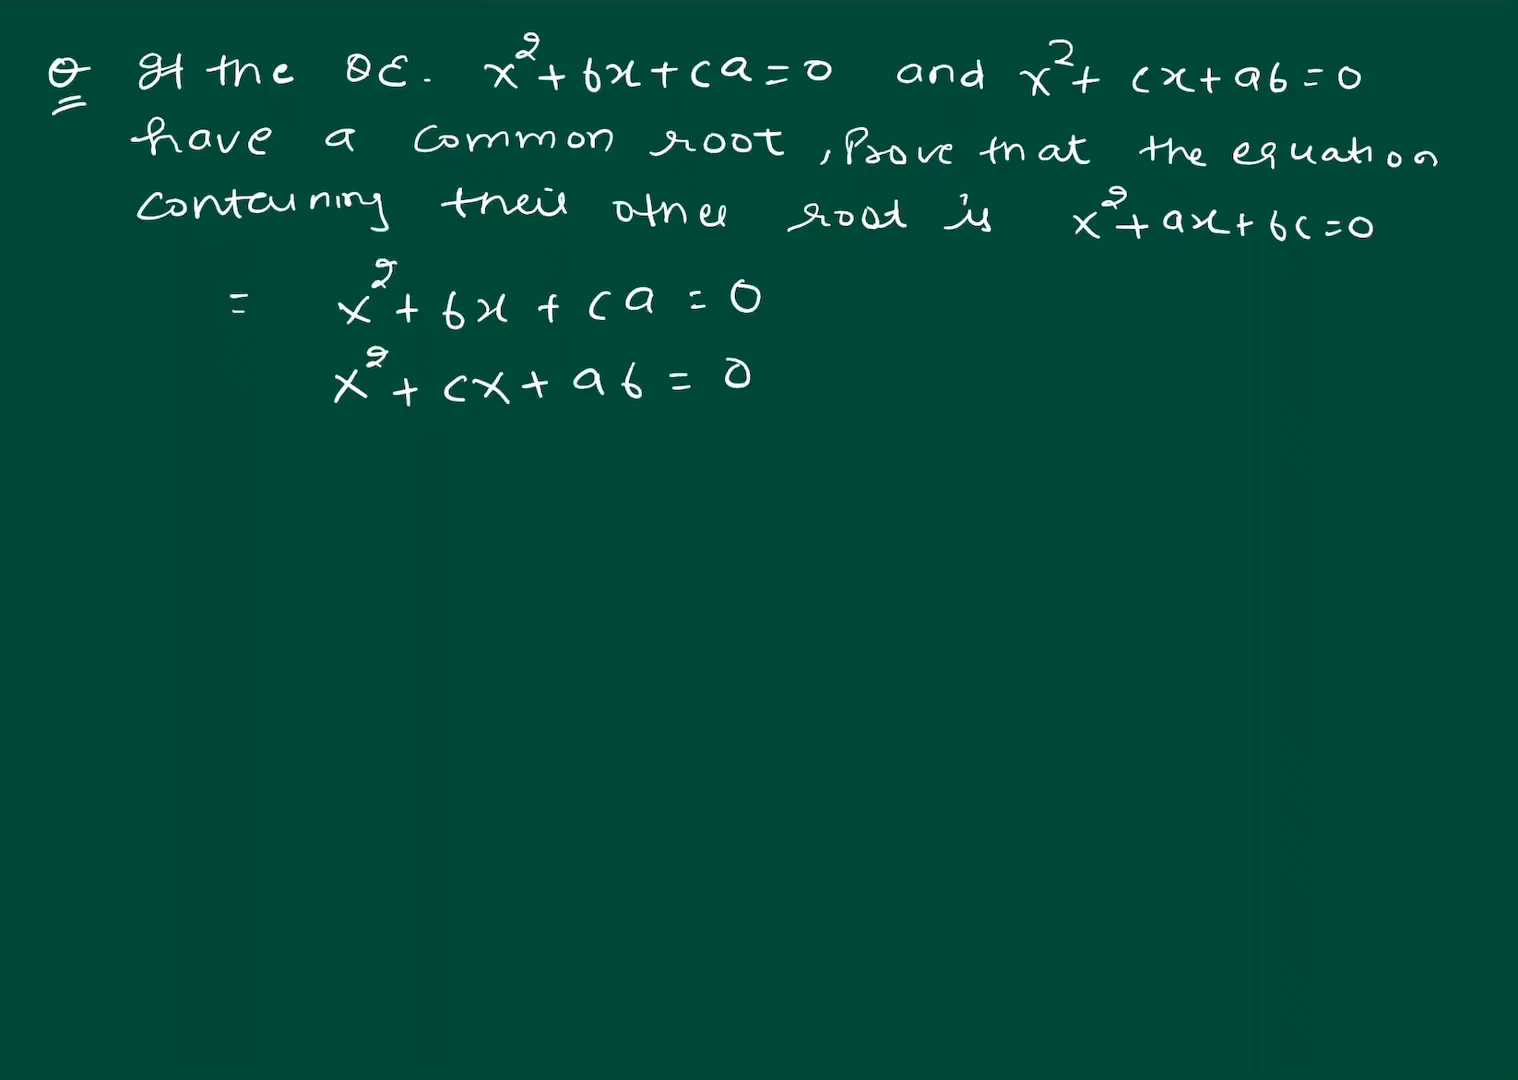 Q If the QE. x²+bx+ca=0 and x²+cx+ab=0
have a common root, Prove that the equation
containing their other root is x²+ax+bc=0
= x²+bx+ca=0
x²+cx+ab=0